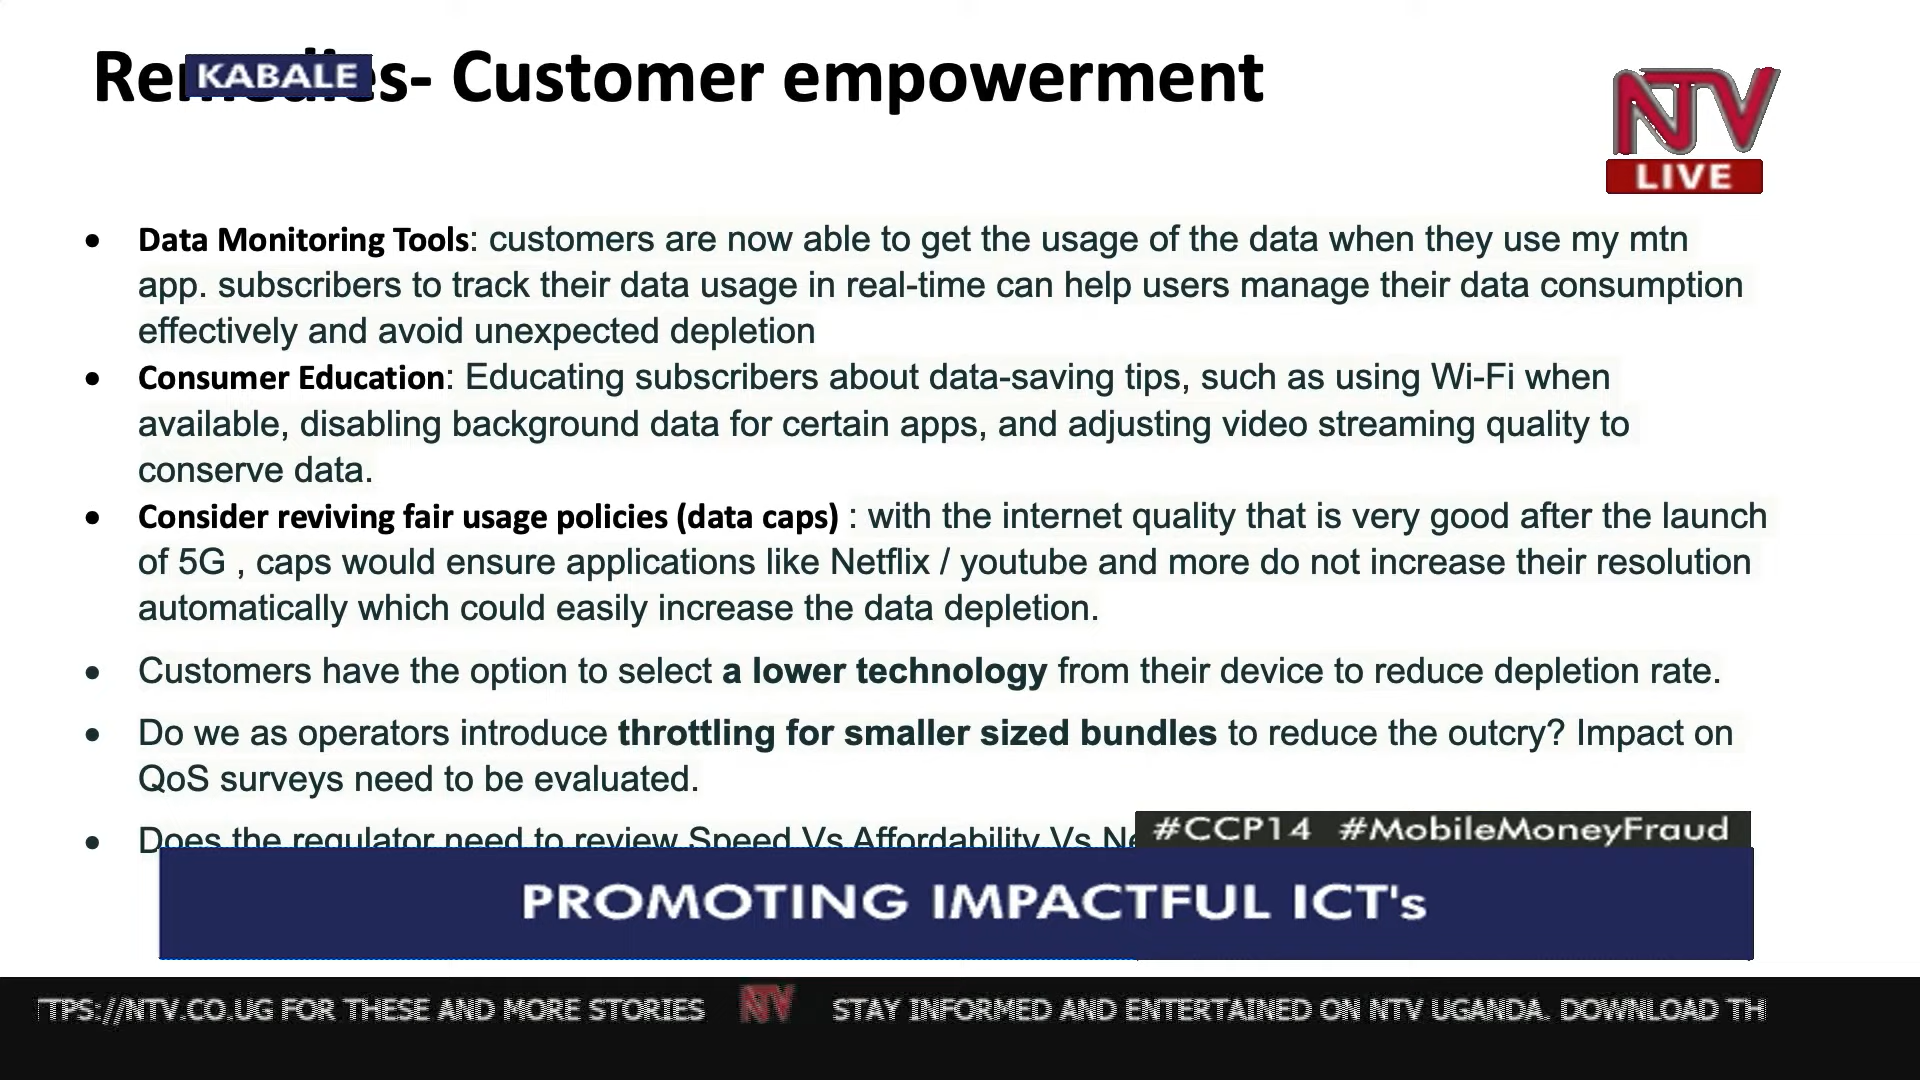 Remedies- Customer empowerment
KABALE
NTV
LIVE
• Data Monitoring Tools: customers are now able to get the usage of the data when they use my mtn
app. subscribers to track their data usage in real-time can help users manage their data consumption
effectively and avoid unexpected depletion
• Consumer Education: Educating subscribers about data-saving tips, such as using Wi-Fi when
available, disabling background data for certain apps, and adjusting video streaming quality to
conserve data.
• Consider reviving fair usage policies (data caps) : with the internet quality that is very good after the launch
of 5G , caps would ensure applications like Netflix / youtube and more do not increase their resolution
automatically which could easily increase the data depletion.
• Customers have the option to select a lower technology from their device to reduce depletion rate.
• Do we as operators introduce throttling for smaller sized bundles to reduce the outcry? Impact on
QoS surveys need to be evaluated.
• Does the regulator need to review Speed Vs Affordability Vs
#CCP14 #MobileMoneyFraud
PROMOTING IMPACTFUL ICT's
TPS://NTV.CO.UG FOR THESE AND MORE STORIES NTV STAY INFORMED AND ENTERTAINED ON NTV UGANDA. DOWNLOAD TH